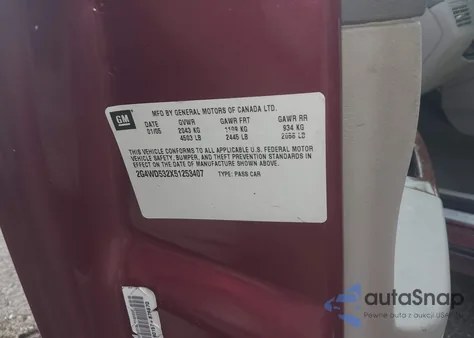 GM
MFD BY GENERAL MOTORS OF CANADA LTD.
DATE GVWR GAWR FRT GAWR RR
01/05 2043 KG 1109 KG 934 KG
4503 LB 2445 LB 2058 LB
THIS VEHICLE CONFORMS TO ALL APPLICABLE U.S. FEDERAL MOTOR
VEHICLE SAFETY, BUMPER, AND THEFT PREVENTION STANDARDS IN
EFFECT ON THE DATE OF MANUFACTURE SHOWN ABOVE.
2G4WD532X51253407 TYPE: PASS CAR
autaSnap
Zdjęcia z aukcji USA